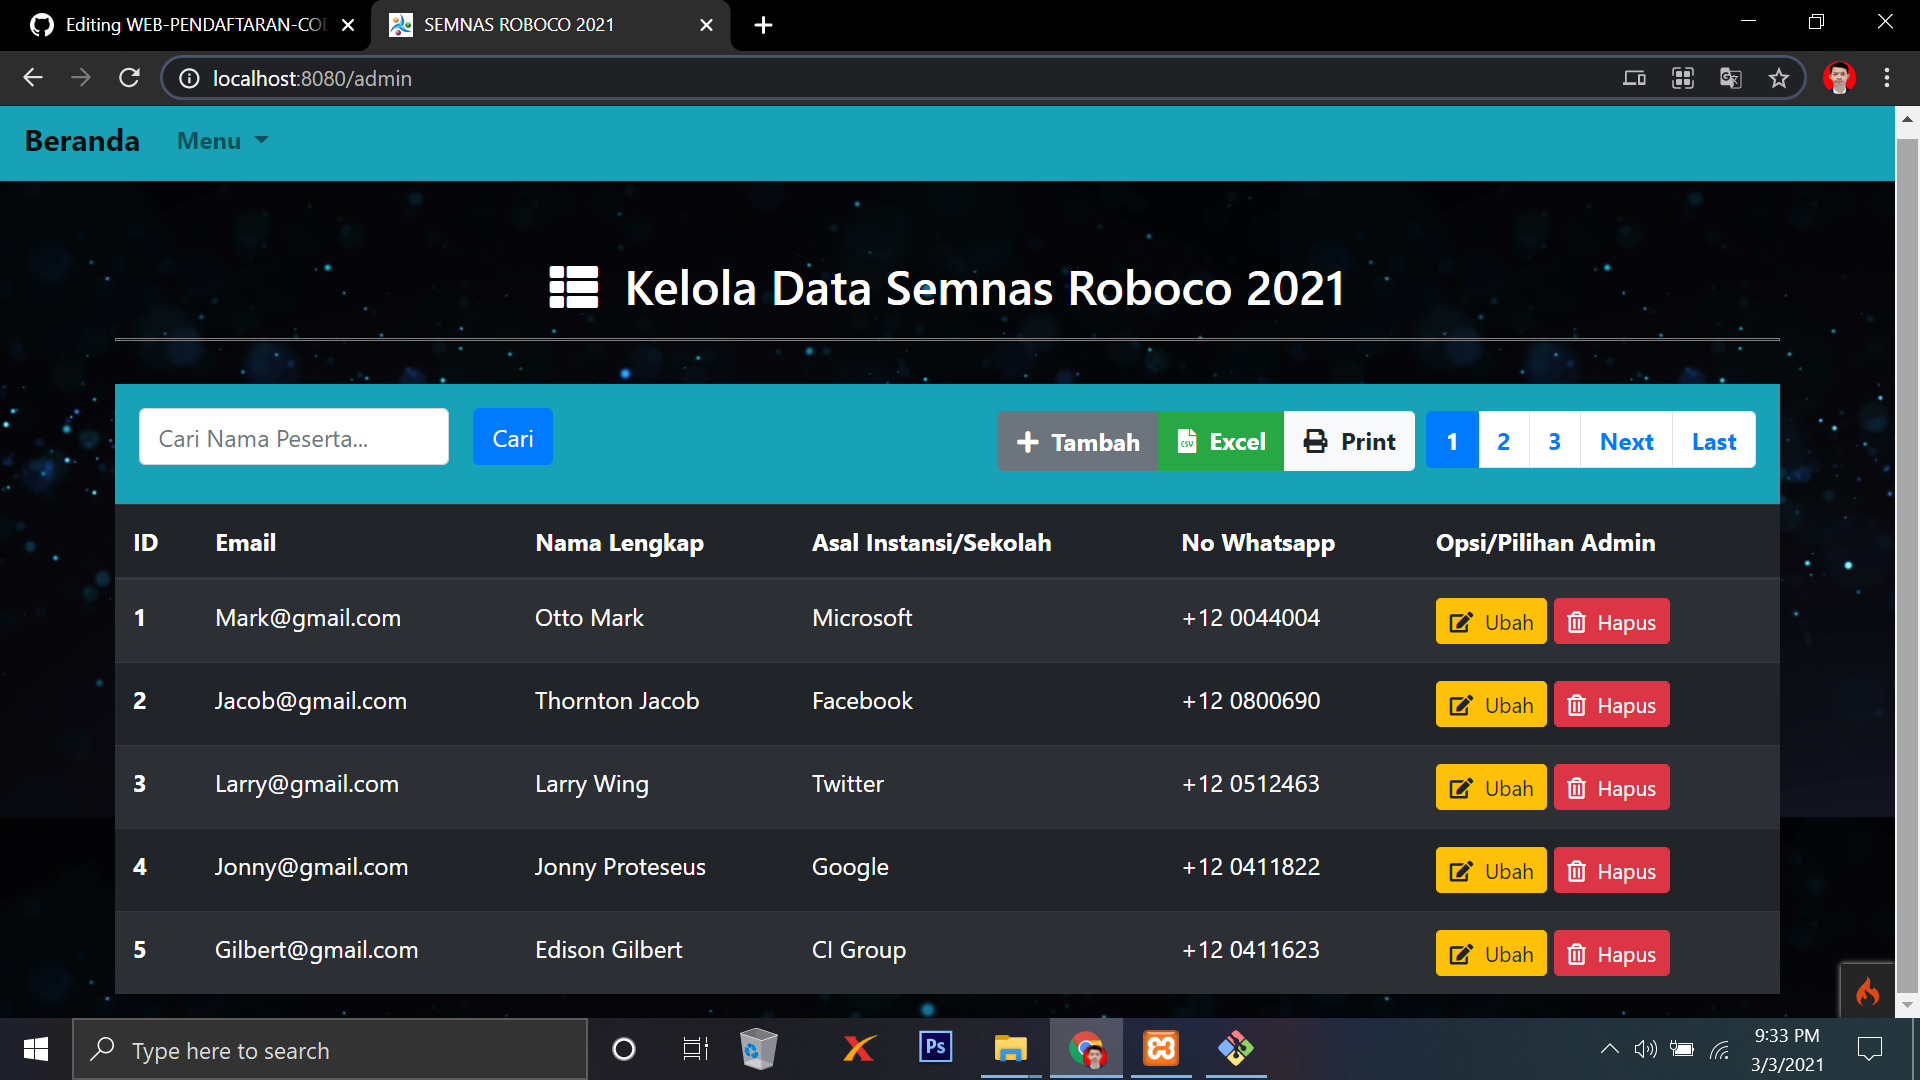 Editing WEB-PENDAFTARAN-COD
SEMNAS ROBOCO 2021
localhost:8080/admin
Beranda Menu
Kelola Data Semnas Roboco 2021
Cari Nama Peserta... Cari Tambah CSV Excel Print 1 2 3 Next Last
ID Email Nama Lengkap Asal Instansi/Sekolah No Whatsapp Opsi/Pilihan Admin
1 Mark@gmail.com Otto Mark Microsoft +12 0044004 Ubah Hapus
2 Jacob@gmail.com Thornton Jacob Facebook +12 0800690 Ubah Hapus
3 Larry@gmail.com Larry Wing Twitter +12 0512463 Ubah Hapus
4 Jonny@gmail.com Jonny Proteseus Google +12 0411822 Ubah Hapus
5 Gilbert@gmail.com Edison Gilbert CI Group +12 0411623 Ubah Hapus
Type here to search
Ps
9:33 PM
3/3/2021